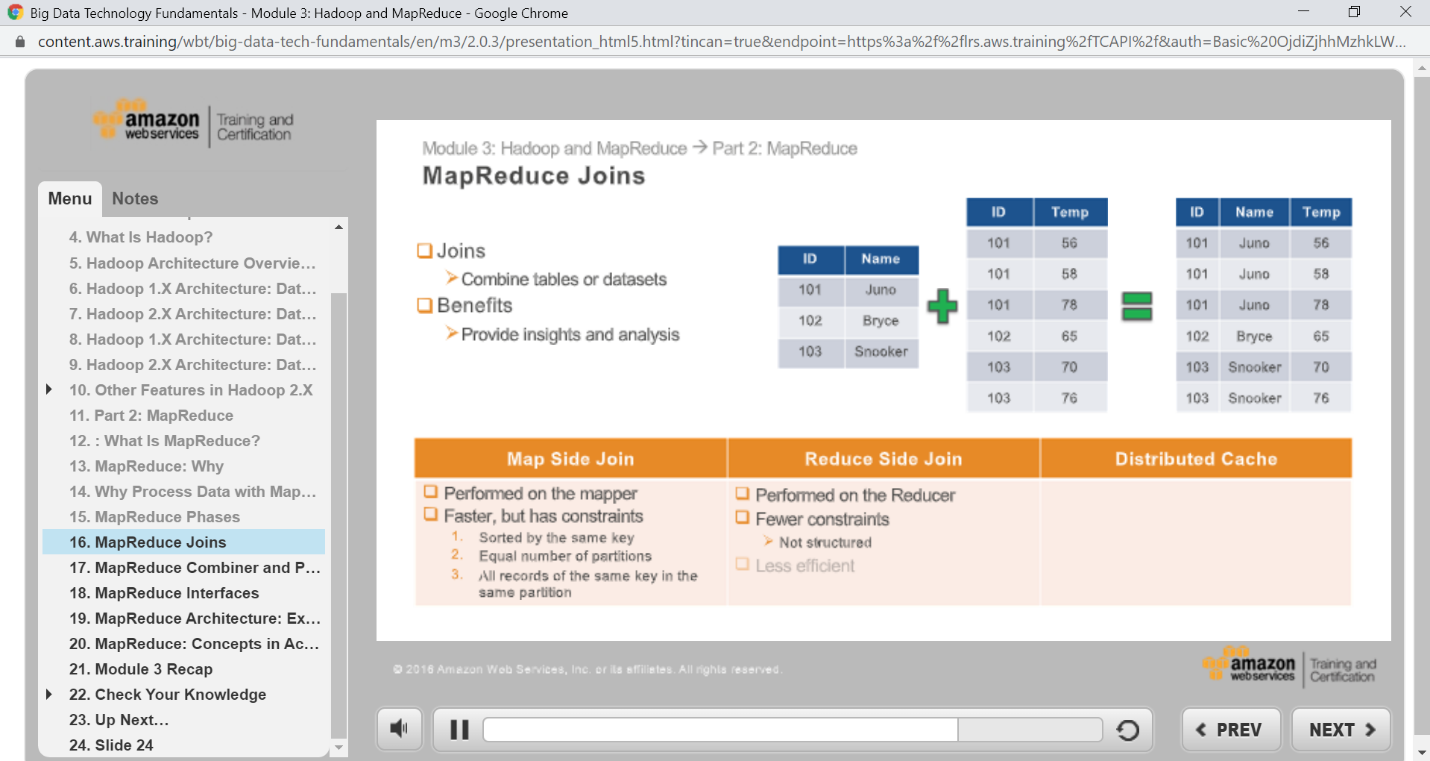 Big Data Technology Fundamentals - Module 3: Hadoop and MapReduce - Google Chrome
content.aws.training/wbt/big-data-tech-fundamentals/en/m3/2.0.3/presentation_html5.html?tincan=true&endpoint=https%3a%2f%2flrs.aws.training%2fTCAPI%2f&auth=Basic%20OjdiZjhhMzhkLW...
amazon
webservices
Training and
Certification
Menu
Notes
4. What Is Hadoop?
5. Hadoop Architecture Overvie...
6. Hadoop 1.X Architecture: Dat...
7. Hadoop 2.X Architecture: Dat...
8. Hadoop 1.X Architecture: Dat...
9. Hadoop 2.X Architecture: Dat...
10. Other Features in Hadoop 2.X
11. Part 2: MapReduce
12. : What Is MapReduce?
13. MapReduce: Why
14. Why Process Data with Map...
15. MapReduce Phases
16. MapReduce Joins
17. MapReduce Combiner and P...
18. MapReduce Interfaces
19. MapReduce Architecture: Ex...
20. MapReduce: Concepts in Ac...
21. Module 3 Recap
22. Check Your Knowledge
23. Up Next...
24. Slide 24
Module 3: Hadoop and MapReduce → Part 2: MapReduce
MapReduce Joins
Joins
Combine tables or datasets
Benefits
Provide insights and analysis
ID Name
101 Juno
102 Bryce
103 Snooker
ID Temp
101 56
101 58
101 78
102 65
103 70
103 76
ID Name Temp
101 Juno 56
101 Juno 58
101 Juno 78
102 Bryce 65
103 Snooker 70
103 Snooker 76
Map Side Join
Performed on the mapper
Faster, but has constraints
1. Sorted by the same key
2. Equal number of partitions
3. All records of the same key in the
same partition
Reduce Side Join
Performed on the Reducer
Fewer constraints
Not structured
Less efficient
Distributed Cache
© 2016 Amazon Web Services, Inc. or its affiliates. All rights reserved.
amazon
webservices
Training and
Certification
PREV
NEXT